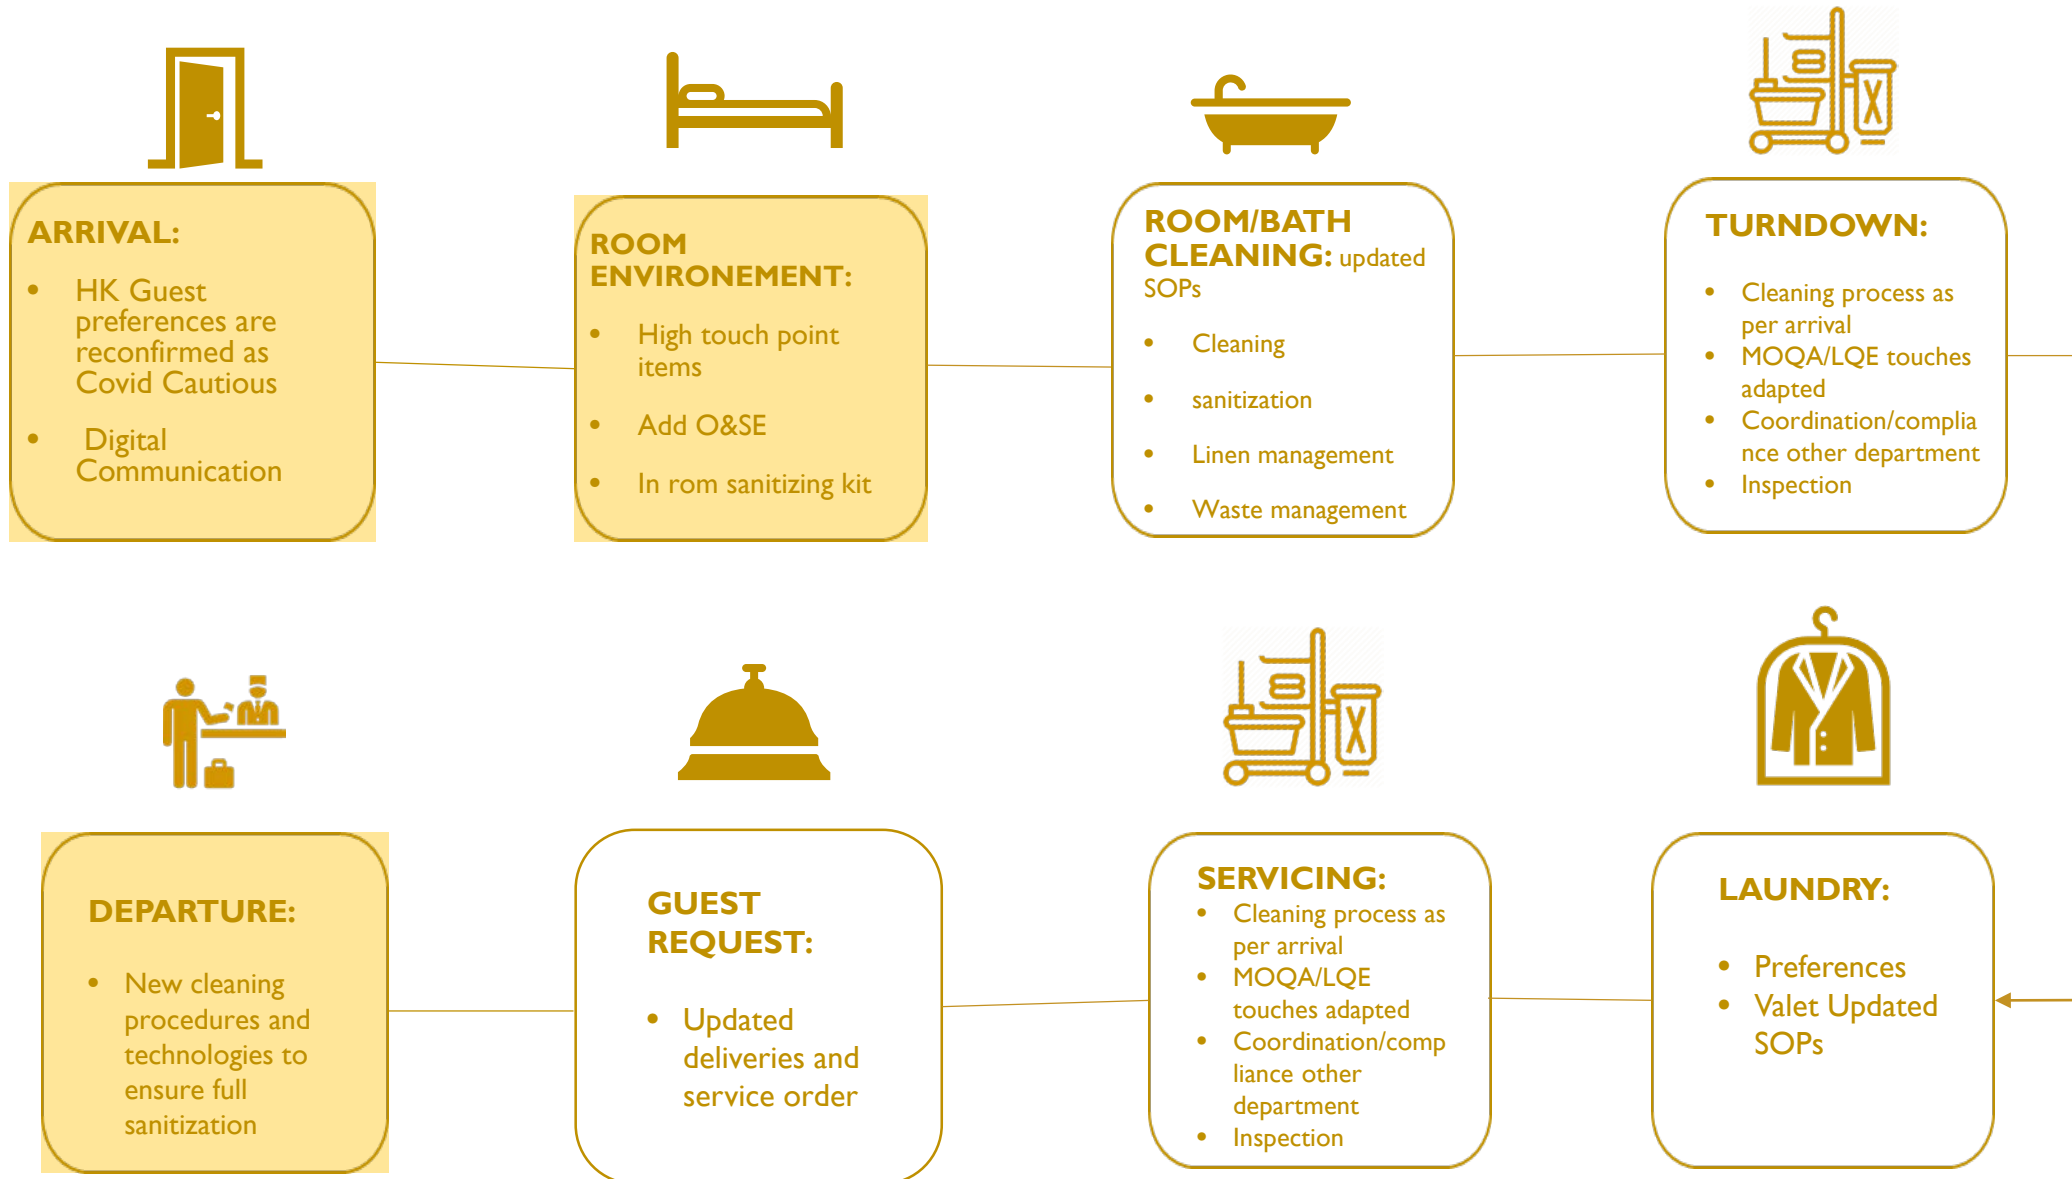 ARRIVAL:
• HK Guest
preferences are
reconfirmed as
Covid Cautious
• Digital
Communication
ROOM
ENVIRONEMENT:
• High touch point
items
• Add O&SE
• In rom sanitizing kit
ROOM/BATH
CLEANING: updated
SOPs
• Cleaning
• sanitization
• Linen management
• Waste management
TURNDOWN:
• Cleaning process as
per arrival
• MOQA/LQE touches
adapted
• Coordination/complia
nce other department
• Inspection
DEPARTURE:
• New cleaning
procedures and
technologies to
ensure full
sanitization
GUEST
REQUEST:
• Updated
deliveries and
service order
SERVICING:
• Cleaning process as
per arrival
• MOQA/LQE
touches adapted
• Coordination/comp
liance other
department
• Inspection
LAUNDRY:
• Preferences
• Valet Updated
SOPs